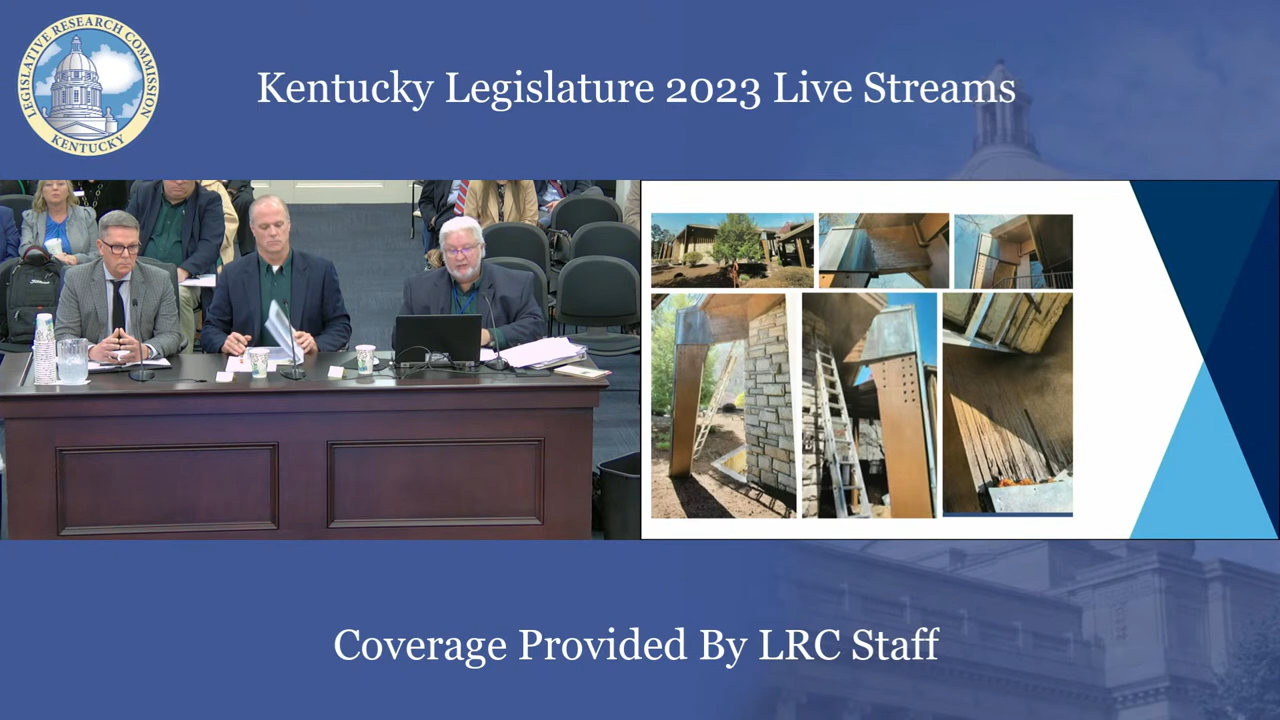 LEGISLATIVE RESEARCH COMMISSION
KENTUCKY
Kentucky Legislature 2023 Live Streams
Coverage Provided By LRC Staff